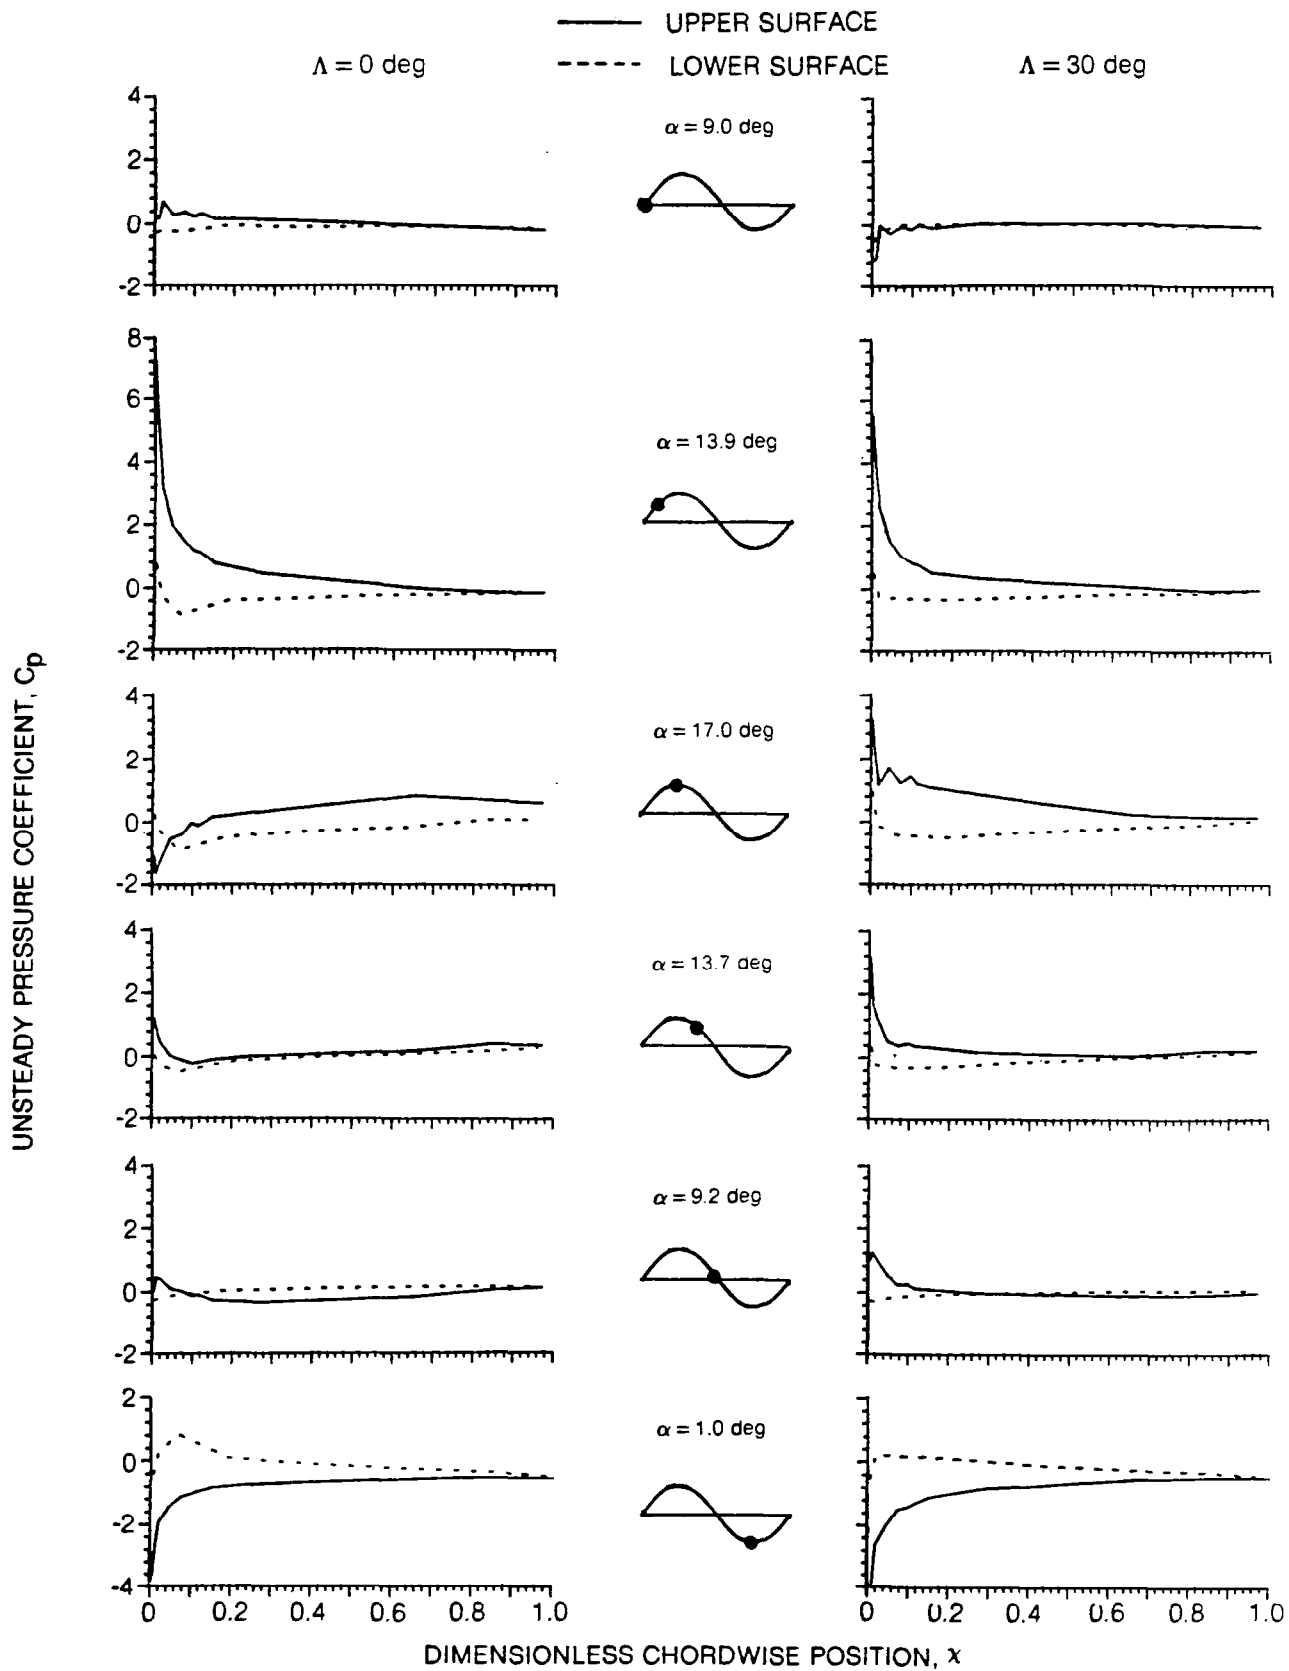 UPPER SURFACE
Λ = 0 deg
LOWER SURFACE
Λ = 30 deg
α = 9.0 deg
4
2
0
-2
α = 13.9 deg
8
6
4
2
0
-2
α = 17.0 deg
4
2
0
-2
α = 13.7 deg
4
2
0
-2
α = 9.2 deg
4
2
0
-2
α = 1.0 deg
2
0
-2
-4
0 0.2 0.4 0.6 0.8 1.0
0 0.2 0.4 0.6 0.8 1.0
UNSTEADY PRESSURE COEFFICIENT, Cp
DIMENSIONLESS CHORDWISE POSITION, χ